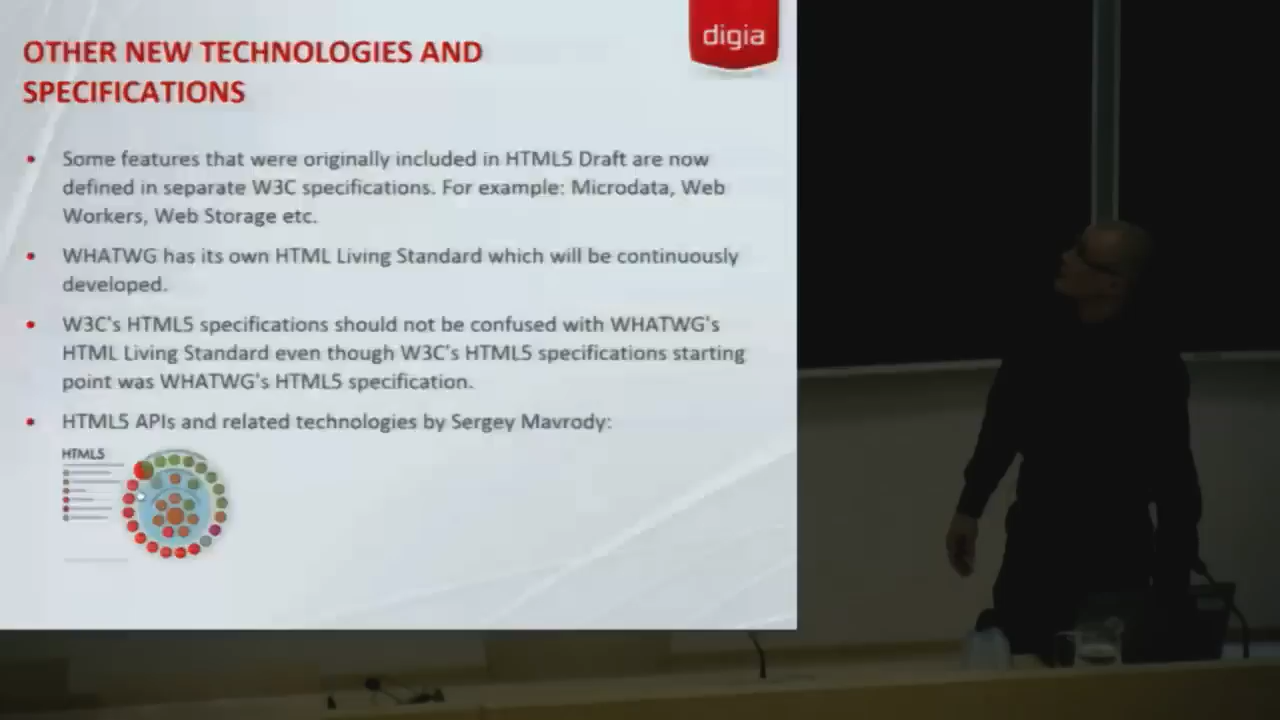 digia
OTHER NEW TECHNOLOGIES AND
SPECIFICATIONS
• Some features that were originally included in HTML5 Draft are now
defined in separate W3C specifications. For example: Microdata, Web
Workers, Web Storage etc.
• WHATWG has its own HTML Living Standard which will be continuously
developed.
• W3C's HTML5 specifications should not be confused with WHATWG's
HTML Living Standard even though W3C's HTML5 specifications starting
point was WHATWG's HTML5 specification.
• HTML5 APIs and related technologies by Sergey Mavrody:
HTML5